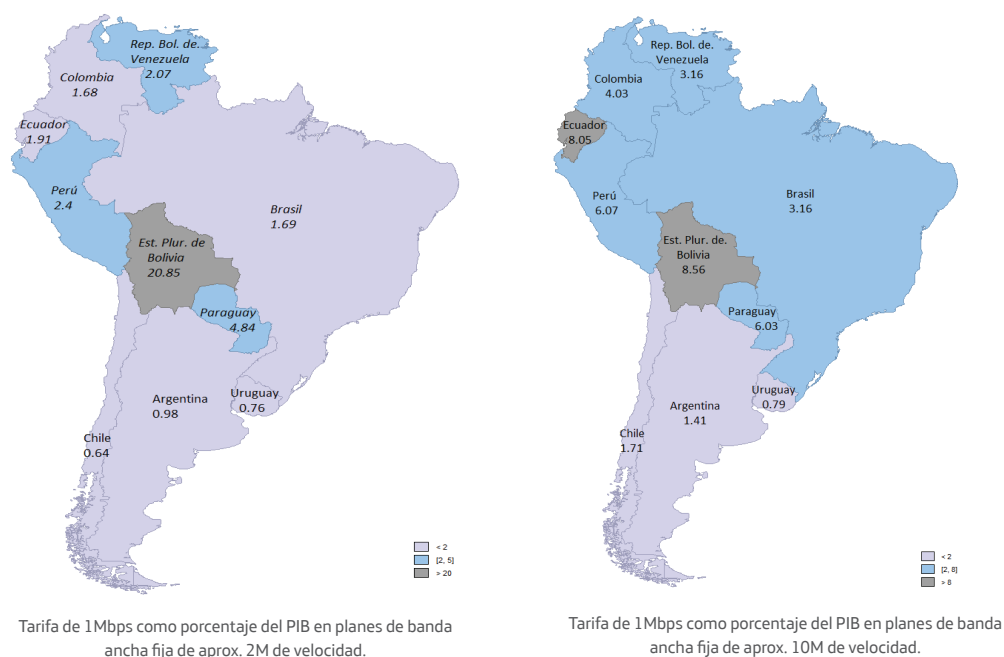 Rep. Bol. de.
Venezuela
2.07
Colombia
1.68
Ecuador
1.91
Perú
2.4
Brasil
1.69
Est. Plur. de
Bolivia
20.85
Paraguay
4.84
Uruguay
0.76
Argentina
0.98
Chile
0.64
< 2
[2, 5]
> 20
Tarifa de 1Mbps como porcentaje del PIB en planes de banda
ancha fija de aprox. 2M de velocidad.
Rep. Bol. de.
Venezuela
3.16
Colombia
4.03
Ecuador
8.05
Perú
6.07
Brasil
3.16
Est. Plur. de.
Bolivia
8.56
Paraguay
6.03
Uruguay
0.79
Argentina
1.41
Chile
1.71
< 2
[2, 8]
> 8
Tarifa de 1Mbps como porcentaje del PIB en planes de banda
ancha fija de aprox. 10M de velocidad.